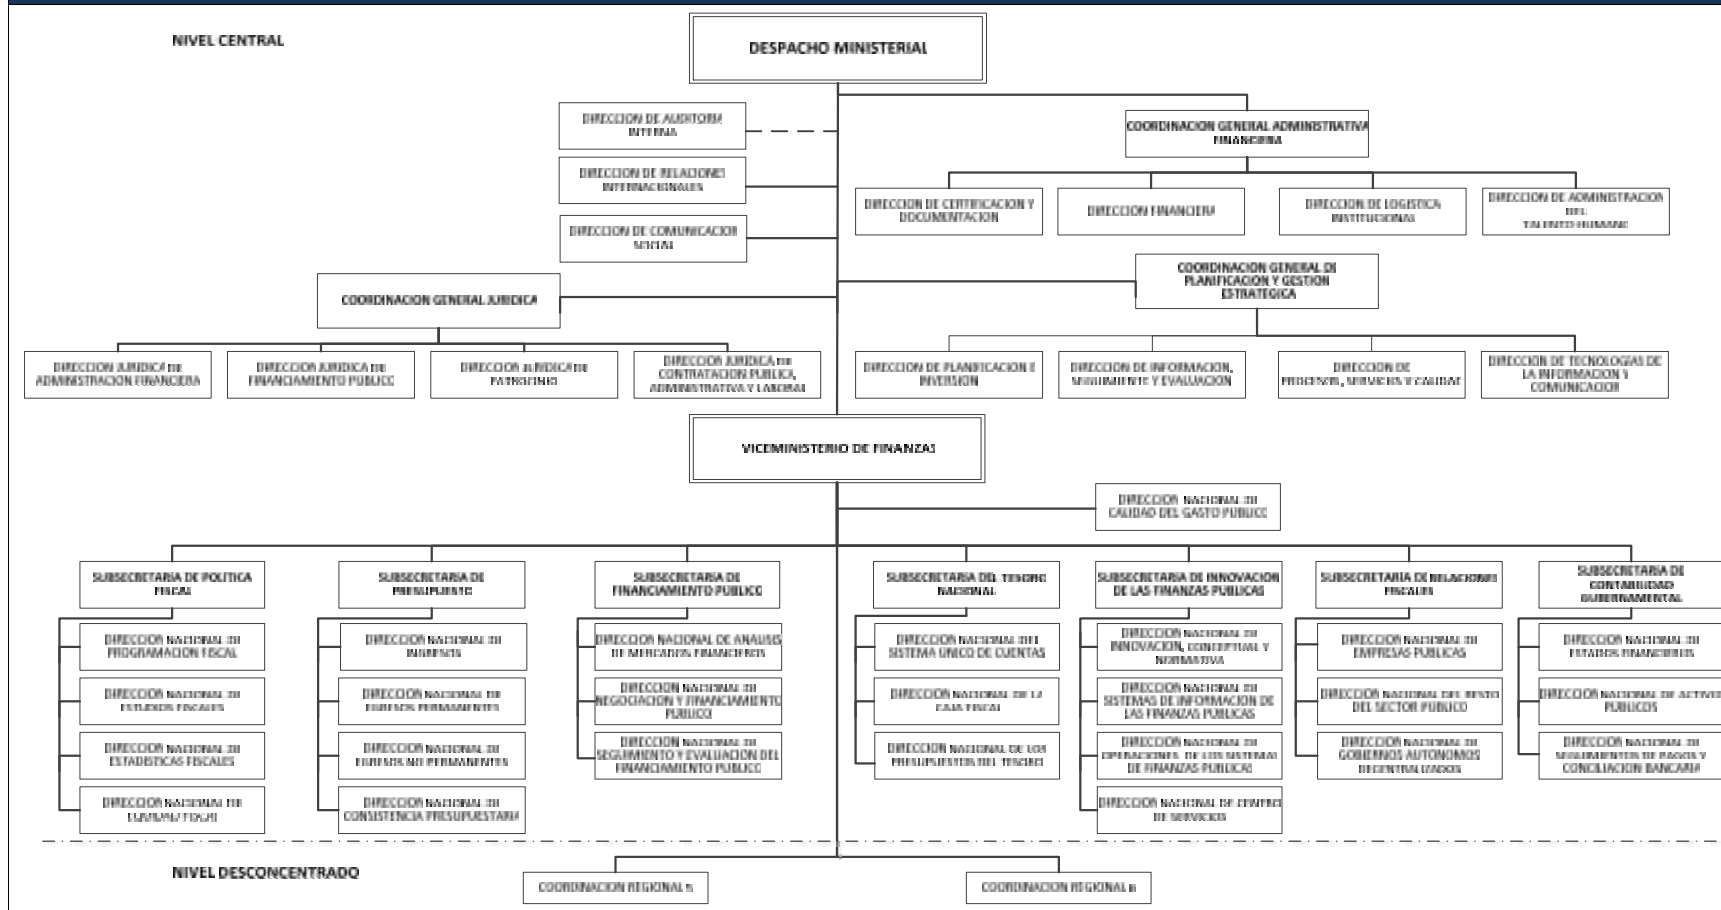 NIVEL CENTRAL
DESPACHO MINISTERIAL
DIRECCION DE AUDITORIA
INTERNA
COORDINACION GENERAL ADMINISTRATIVA
FINANCIERA
DIRECCION DE RELACIONES
INTERNACIONALES
DIRECCION DE CERTIFICACION Y
DOCUMENTACION
DIRECCION FINANCIERA
DIRECCION DE LOGISTICA
INSTITUCIONAL
DIRECCION DE ADMINISTRACION
DEL
TALENTO HUMANO
DIRECCION DE COMUNICACION
SOCIAL
COORDINACION GENERAL JURIDICA
COORDINACION GENERAL DE
PLANIFICACION Y GESTION
ESTRATEGICA
DIRECCION JURIDICA DE
ADMINISTRACION FINANCIERA
DIRECCION JURIDICA DE
FINANCIAMIENTO PÚBLICO
DIRECCION JURIDICA DE
PATROCINIO
DIRECCION JURIDICA DE
CONTRATACION PUBLICA,
ADMINISTRATIVA Y LABORAL
DIRECCION DE PLANIFICACION E
INVERSION
DIRECCION DE INFORMACION,
SEGUIMIENTO Y EVALUACION
DIRECCION DE
PROCESOS, SERVICIOS Y CALIDAD
DIRECCION DE TECNOLOGIAS DE
LA INFORMACION Y
COMUNICACION
VICEMINISTERIO DE FINANZAS
DIRECCION NACIONAL DE
CALIDAD DEL GASTO PÚBLICO
SUBSECRETARIA DE POLÍTICA
FISCAL
DIRECCION NACIONAL DE
PROGRAMACION FISCAL
DIRECCION NACIONAL DE
ESTUDIOS FISCALES
DIRECCION NACIONAL DE
ESTADISTICAS FISCALES
DIRECCION NACIONAL DE
EQUIDAD FISCAL
SUBSECRETARIA DE
PRESUPUESTO
DIRECCION NACIONAL DE
INGRESOS
DIRECCION NACIONAL DE
EGRESOS PERMANENTES
DIRECCION NACIONAL DE
EGRESOS NO PERMANENTES
DIRECCION NACIONAL DE
CONSISTENCIA PRESUPUESTARIA
SUBSECRETARIA DE
FINANCIAMIENTO PÚBLICO
DIRECCION NACIONAL DE ANALISIS
DE MERCADOS FINANCIEROS
DIRECCION NACIONAL DE
NEGOCIACION Y FINANCIAMIENTO
PÚBLICO
DIRECCION NACIONAL DE
SEGUIMIENTO Y EVALUACION DEL
FINANCIAMIENTO PUBLICO
SUBSECRETARIA DEL TESORO
NACIONAL
DIRECCION NACIONAL DEL
SISTEMA UNICO DE CUENTAS
DIRECCION NACIONAL DE LA
CAJA FISCAL
DIRECCION NACIONAL DE LOS
PRESUPUESTOS DEL TESORO
SUBSECRETARIA DE INNOVACION
DE LAS FINANZAS PUBLICAS
DIRECCION NACIONAL DE
INNOVACION, CONCEPTUAL Y
NORMATIVA
DIRECCION NACIONAL DE
SISTEMAS DE INFORMACION DE
LAS FINANZAS PÚBLICAS
DIRECCION NACIONAL DE
OPERACIONES DE LOS SISTEMAS
DE FINANZAS PÚBLICAS
DIRECCION NACIONAL DE CENTRO
DE SERVICIOS
SUBSECRETARIA DE RELACIONES
FISCALES
DIRECCION NACIONAL DE
EMPRESAS PUBLICAS
DIRECCION NACIONAL DEL RESTO
DEL SECTOR PÚBLICO
DIRECCION NACIONAL DE
GOBIERNOS AUTONOMOS
DECENTRALIZADOS
SUBSECRETARIA DE
CONTABILIDAD
GUBERNAMENTAL
DIRECCION NACIONAL DE
ESTADOS FINANCIEROS
DIRECCION NACIONAL DE ACTIVOS
PUBLICOS
DIRECCION NACIONAL DE
SEGUIMIENTOS DE PAGOS Y
CONCILIACION BANCARIA
NIVEL DESCONCENTRADO
COORDINACION REGIONAL
COORDINACION REGIONAL